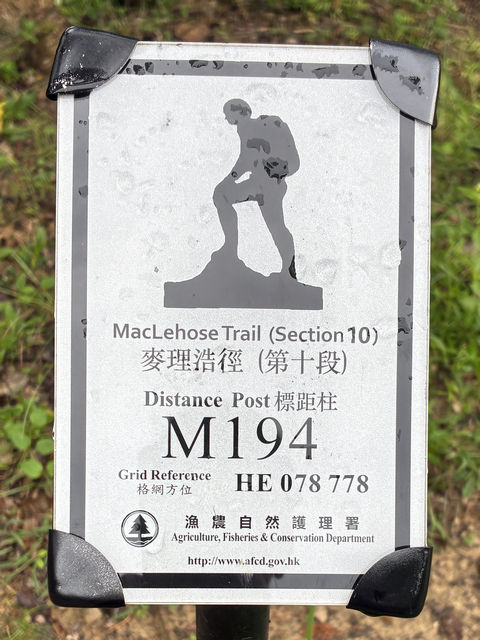 MacLehose Trail (Section 10)
麥理浩徑 (第十段)
Distance Post 標距柱
M194
Grid Reference HE 078 778
格網方位
漁農自然護理署
Agriculture, Fisheries & Conservation Department
http://www.afcd.gov.hk